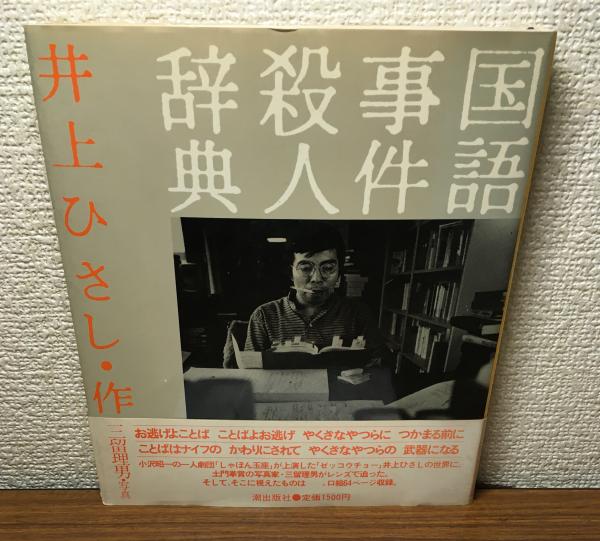 国語
事件
殺人
辞典
井上ひさし・作
三留理男・写真
お逃げよことば ことばよお逃げ やくざなやつらに つかまる前に
ことばはナイフの かわりにされて やくざなやつらの 武器になる
小沢昭一の一人劇団「しゃぼん玉座」が上演した「ゼッコウチョー」井上ひさしの世界に、
土門拳賞の写真家・三留理男がレンズで迫った。
そして、そこに視えたものは　　。口絵64ページ収録。
潮出版社●定価1500円